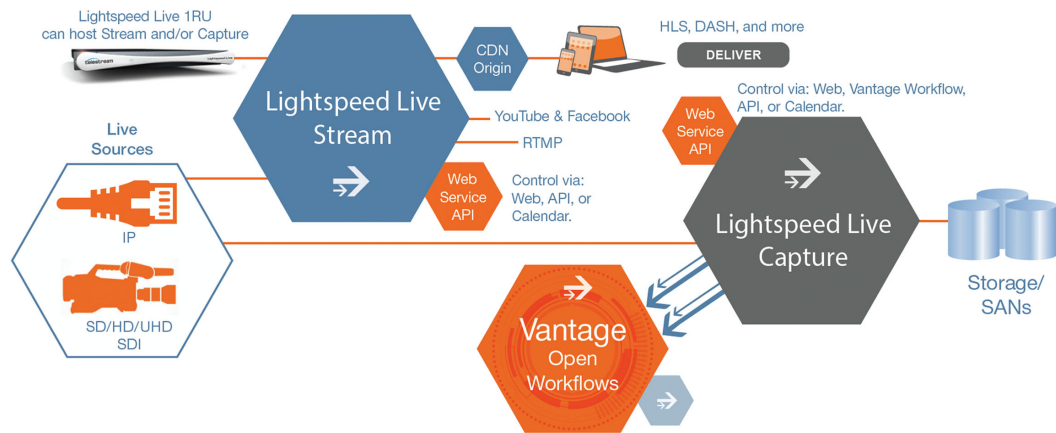 Lightspeed Live 1RU
can host Stream and/or Capture
telestream
Lightspeed Live
Lightspeed Live
Stream
CDN
Origin
HLS, DASH, and more
DELIVER
YouTube & Facebook
RTMP
Web
Service
API
Control via:
Web, API, or
Calendar.
Control via: Web, Vantage Workflow,
API, or Calendar.
Web
Service
API
Live
Sources
IP
SD/HD/UHD
SDI
Lightspeed Live
Capture
Storage/
SANs
Vantage
Open
Workflows